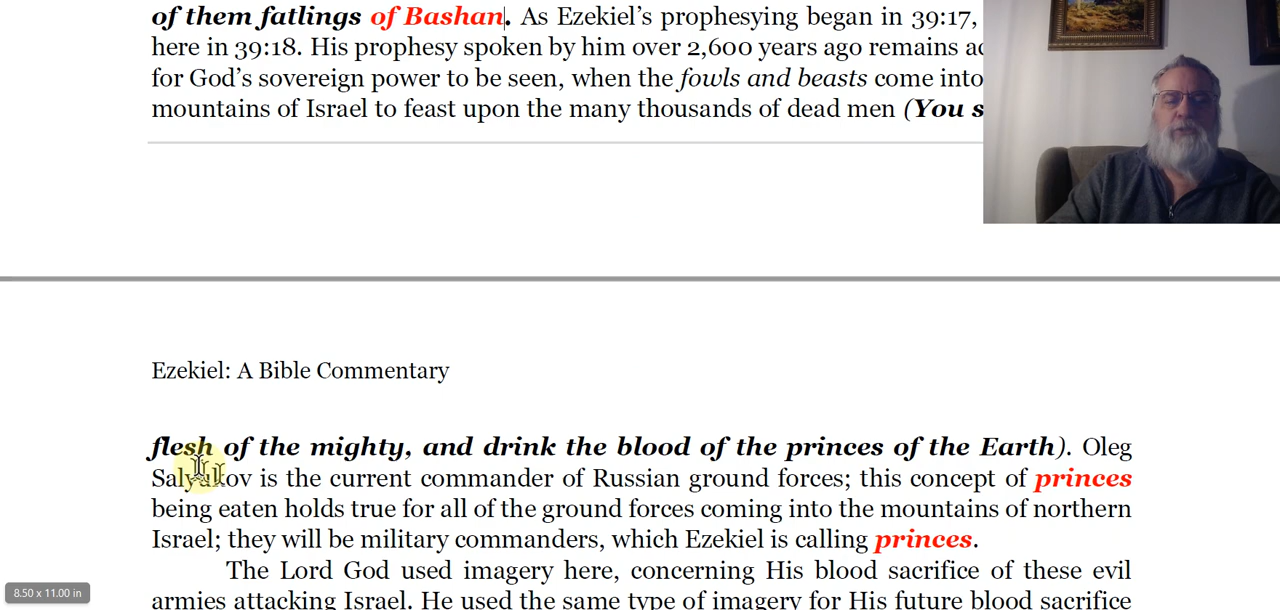 of them fatlings of Bashan. As Ezekiel’s prophesying began in 39:17,
here in 39:18. His prophesy spoken by him over 2,600 years ago remains
for God’s sovereign power to be seen, when the fowls and beasts come into
mountains of Israel to feast upon the many thousands of dead men (You
Ezekiel: A Bible Commentary
flesh of the mighty, and drink the blood of the princes of the Earth). Oleg
Salyukov is the current commander of Russian ground forces; this concept of princes
being eaten holds true for all of the ground forces coming into the mountains of northern
Israel; they will be military commanders, which Ezekiel is calling princes.
The Lord God used imagery here, concerning His blood sacrifice of these evil
armies attacking Israel. He used the same type of imagery for His future blood sacrifice
8.50 x 11.00 in